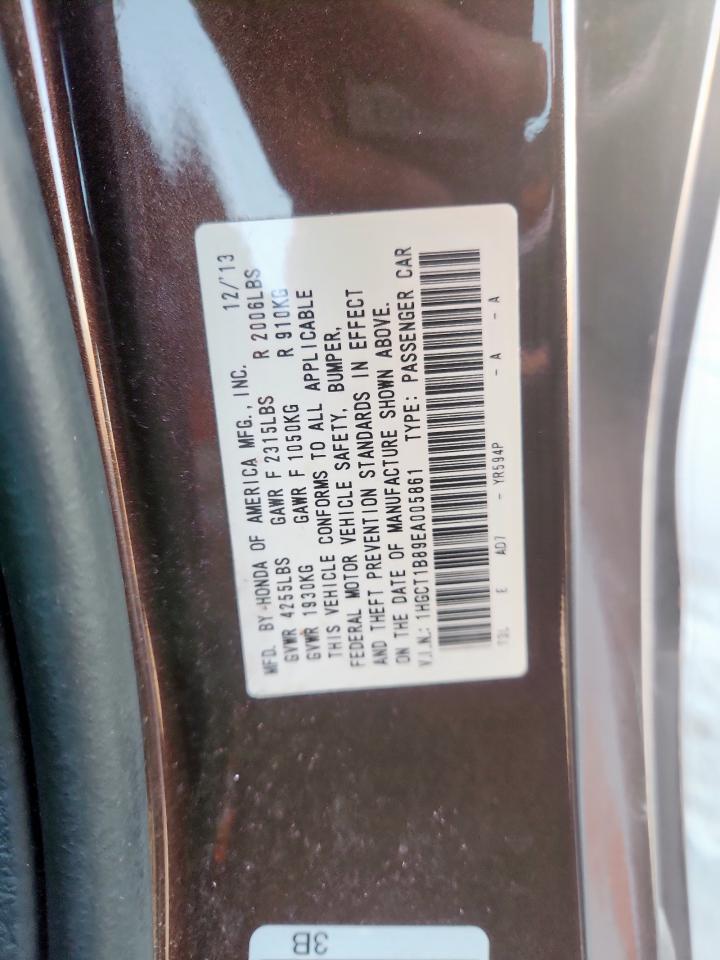 MFD. BY HONDA OF AMERICA MFG., INC. 12/'13
GVWR 4255LBS GAWR F 2315LBS R 2006LBS
GVWR 1930KG GAWR F 1050KG R 910KG
THIS VEHICLE CONFORMS TO ALL APPLICABLE
FEDERAL MOTOR VEHICLE SAFETY, BUMPER,
AND THEFT PREVENTION STANDARDS IN EFFECT
ON THE DATE OF MANUFACTURE SHOWN ABOVE.
V.I.N.: 1HGCT1B89EA005861 TYPE: PASSENGER CAR
E AD7 - YR594P - A - A
3B